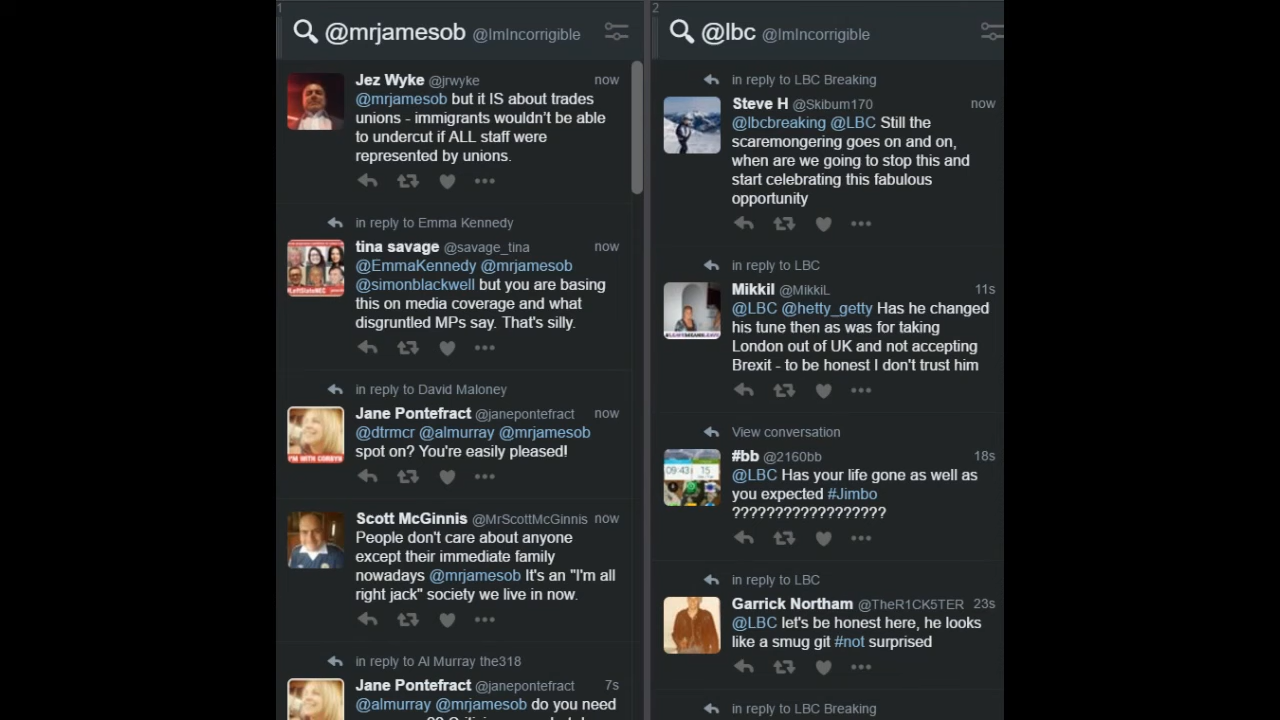 1
@mrjamesob @ImIncorrigible
Jez Wyke @jrwyke now
@mrjamesob but it IS about trades
unions - immigrants wouldn't be able
to undercut if ALL staff were
represented by unions.
in reply to Emma Kennedy
tina savage @savage_tina now
@EmmaKennedy @mrjamesob
@simonblackwell but you are basing
this on media coverage and what
disgruntled MPs say. That's silly.
in reply to David Maloney
Jane Pontefract @janepontefract now
@dtrmcr @almurray @mrjamesob
spot on? You're easily pleased!
Scott McGinnis @MrScottMcGinnis now
People don't care about anyone
except their immediate family
nowadays @mrjamesob It's an "I'm all
right jack" society we live in now.
in reply to Al Murray the318
Jane Pontefract @janepontefract 7s
@almurray @mrjamesob do you need
2
@lbc @ImIncorrigible
in reply to LBC Breaking
Steve H @Skibum170 now
@lbcbreaking @LBC Still the
scaremongering goes on and on,
when are we going to stop this and
start celebrating this fabulous
opportunity
in reply to LBC
Mikkil @MikkiL 11s
@LBC @hetty_getty Has he changed
his tune then as was for taking
London out of UK and not accepting
Brexit - to be honest I don't trust him
View conversation
#bb @2160bb 18s
@LBC Has your life gone as well as
you expected #Jimbo
??????????????????
in reply to LBC
Garrick Northam @TheR1CK5TER 23s
@LBC let's be honest here, he looks
like a smug git #not surprised
in reply to LBC Breaking